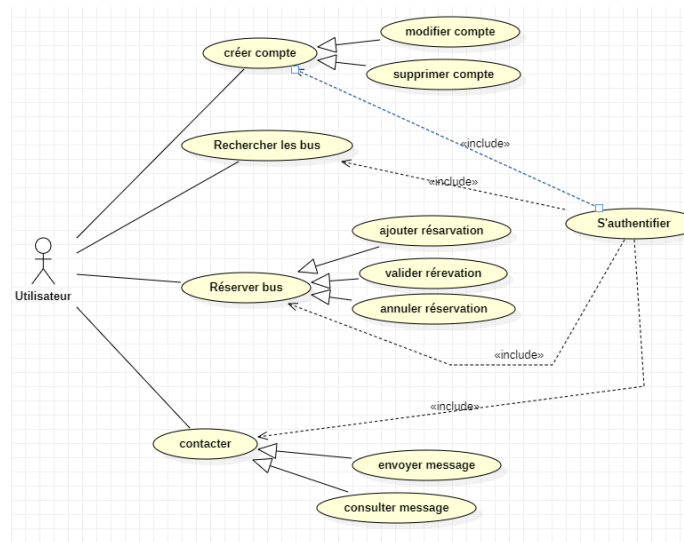 modifier compte
créer compte
supprimer compte
Rechercher les bus
«include»
«include»
S'authentifier
ajouter résarvation
valider rérevation
Réserver bus
annuler réservation
Utilisateur
«include»
«include»
contacter
envoyer message
consulter message